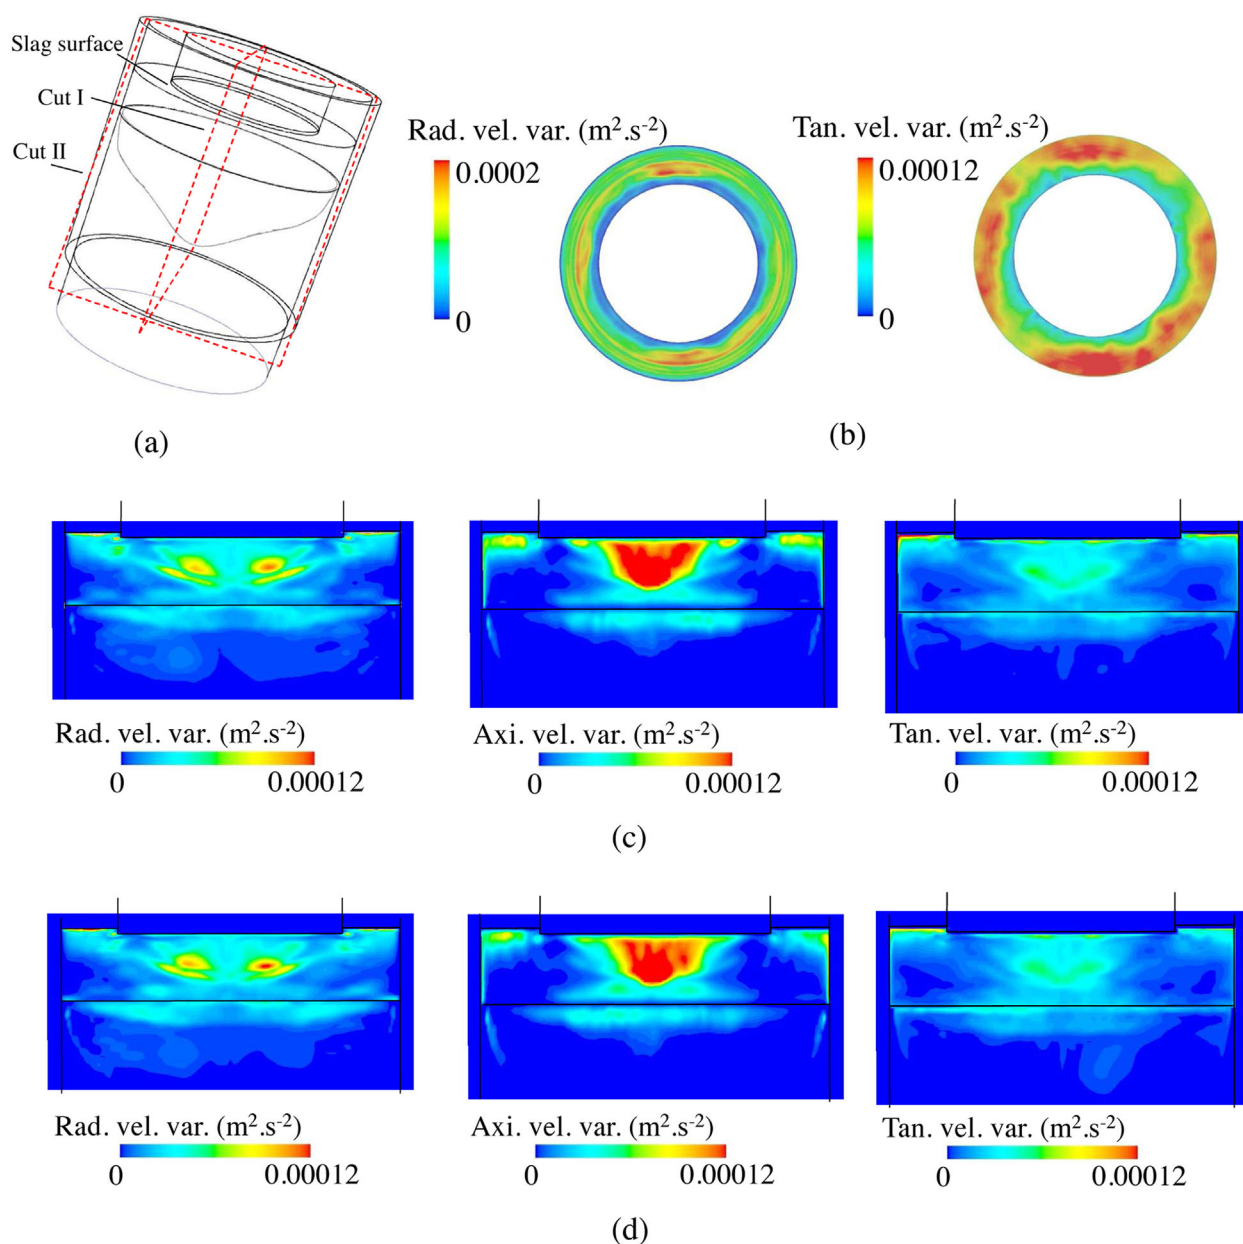 Slag surface
Cut I
Cut II
(a)
Rad. vel. var. (m².s⁻²)
0.0002
0
Tan. vel. var. (m².s⁻²)
0.00012
0
(b)
Rad. vel. var. (m².s⁻²)
0 0.00012
Axi. vel. var. (m².s⁻²)
0 0.00012
Tan. vel. var. (m².s⁻²)
0 0.00012
(c)
Rad. vel. var. (m².s⁻²)
0 0.00012
Axi. vel. var. (m².s⁻²)
0 0.00012
Tan. vel. var. (m².s⁻²)
0 0.00012
(d)